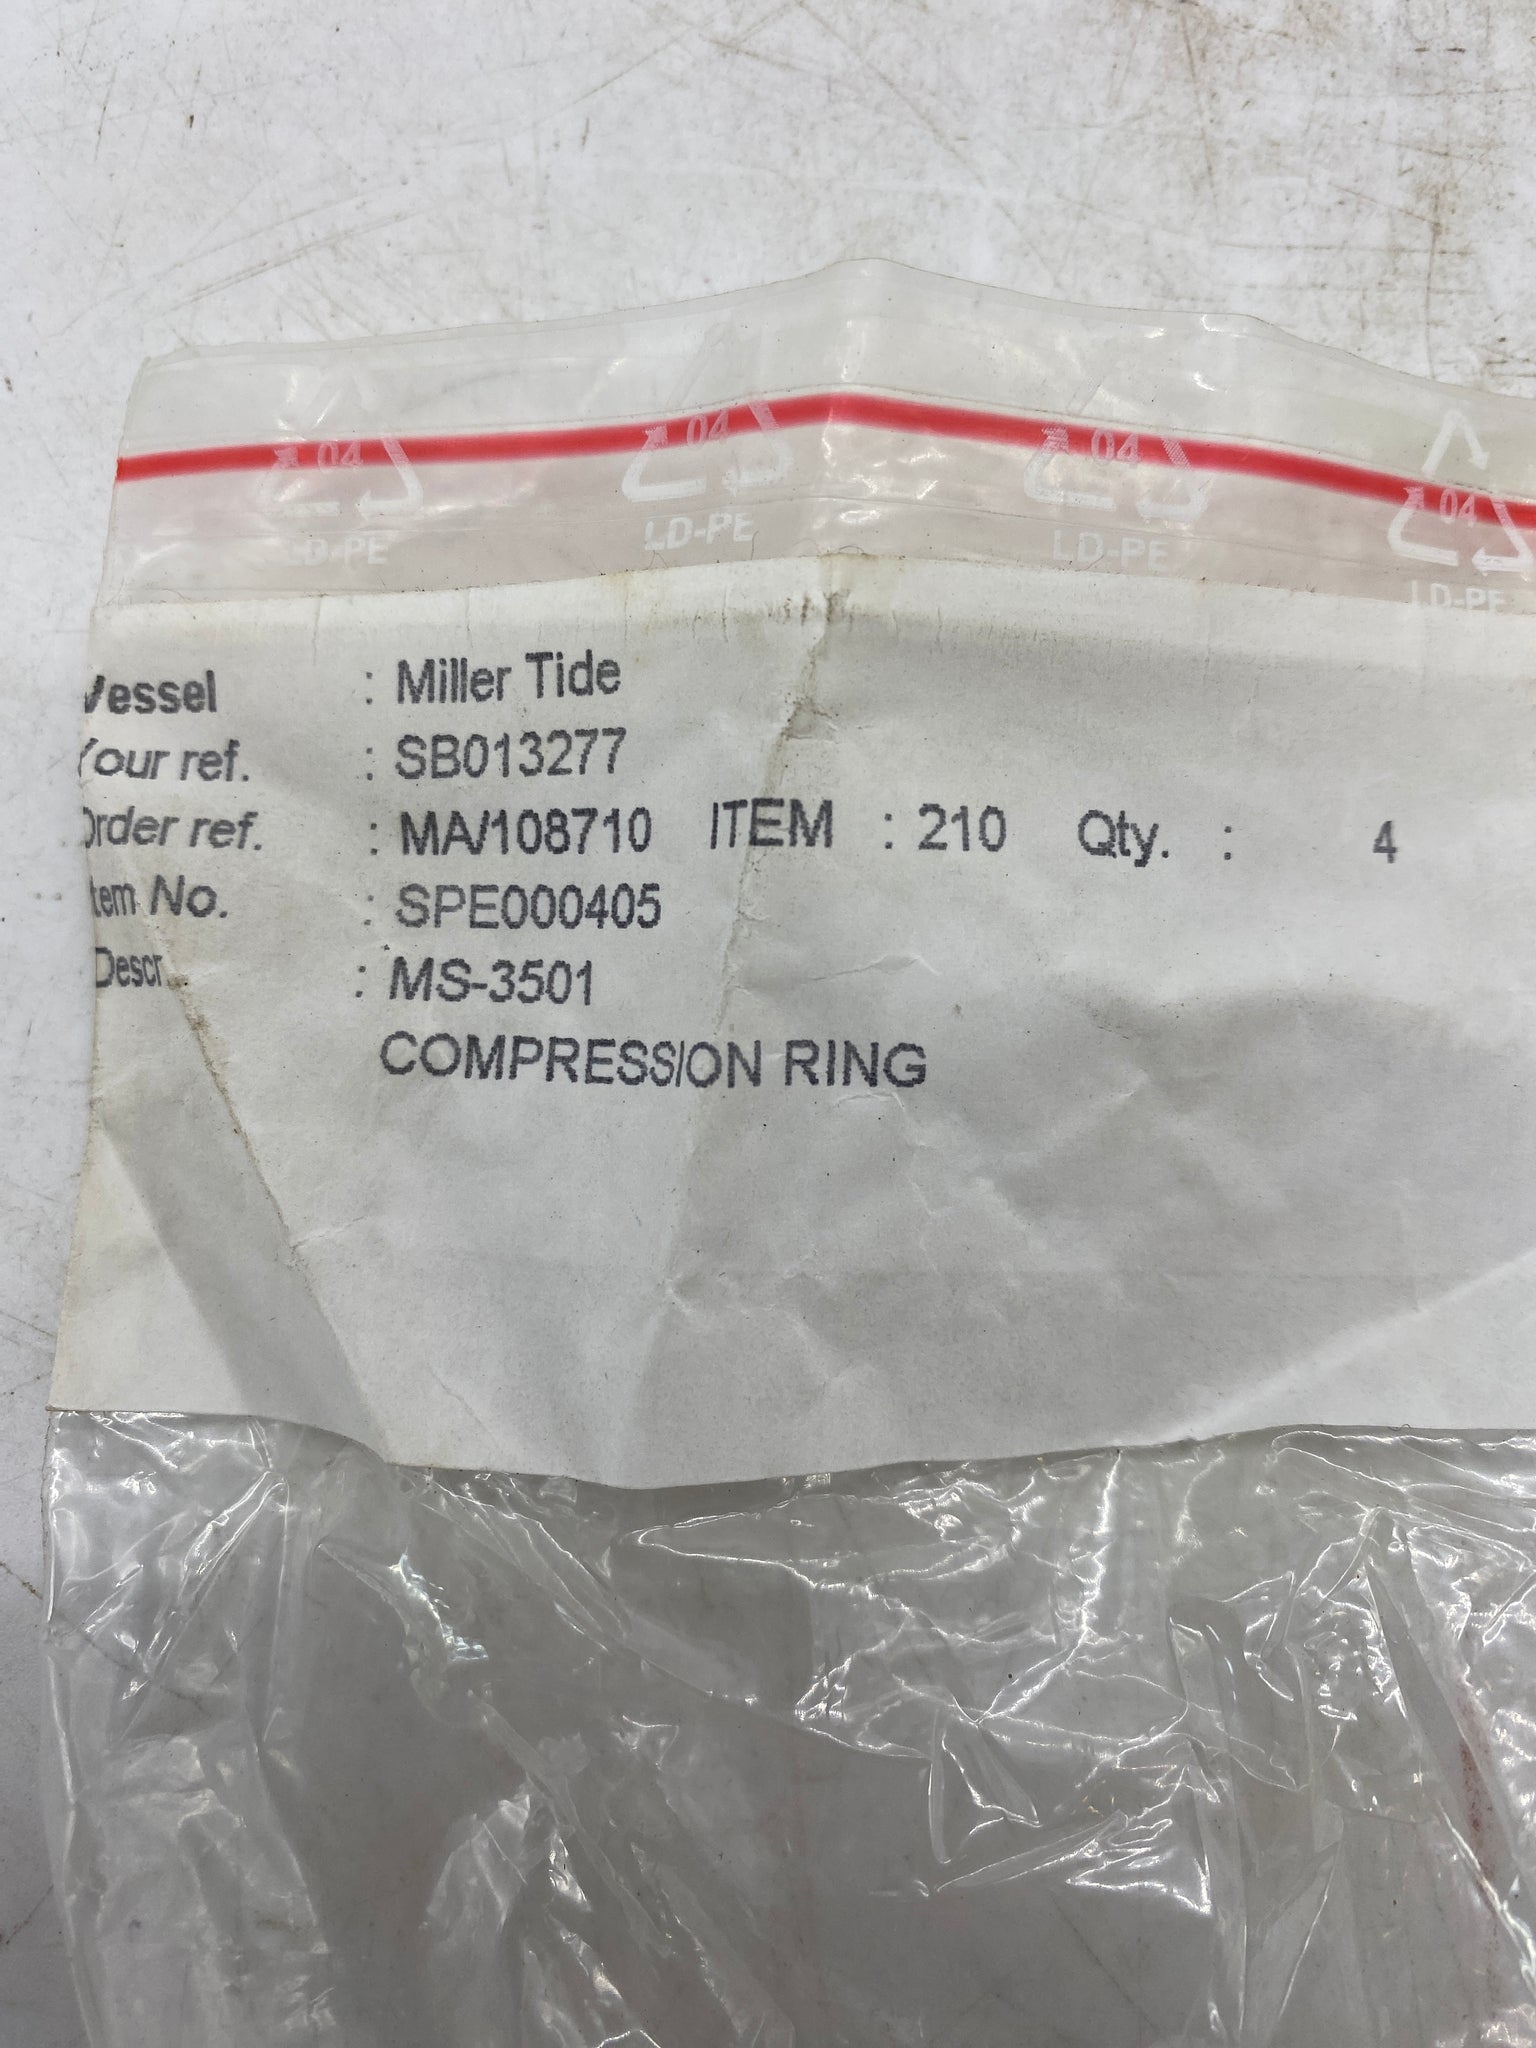 04 04 04 04
LD-PE LD-PE LD-PE LD-PE
Vessel : Miller Tide
Your ref. : SB013277
Order ref. : MA/108710 ITEM : 210 Qty. : 4
Item No. : SPE000405
Descr. : MS-3501
COMPRESSION RING